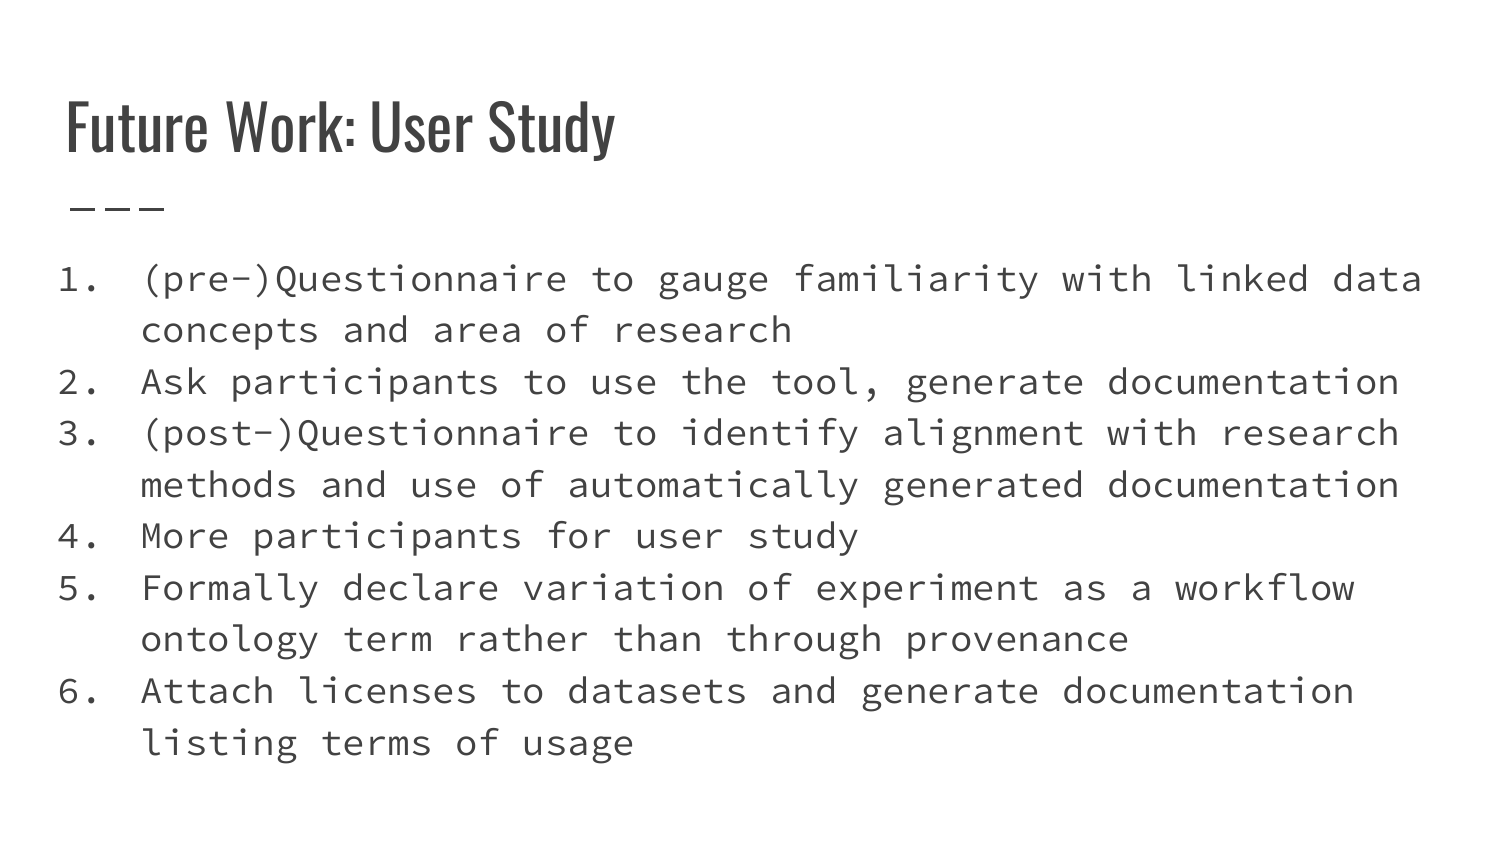 Future Work: User Study
1. (pre-)Questionnaire to gauge familiarity with linked data
concepts and area of research
2. Ask participants to use the tool, generate documentation
3. (post-)Questionnaire to identify alignment with research
methods and use of automatically generated documentation
4. More participants for user study
5. Formally declare variation of experiment as a workflow
ontology term rather than through provenance
6. Attach licenses to datasets and generate documentation
listing terms of usage